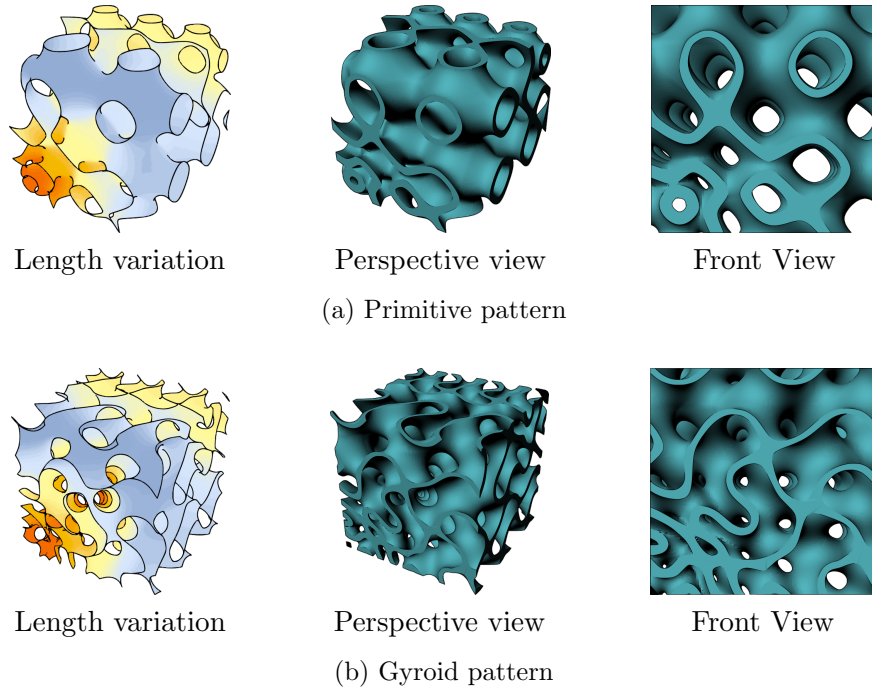 Length variation Perspective view Front View
(a) Primitive pattern
Length variation Perspective view Front View
(b) Gyroid pattern